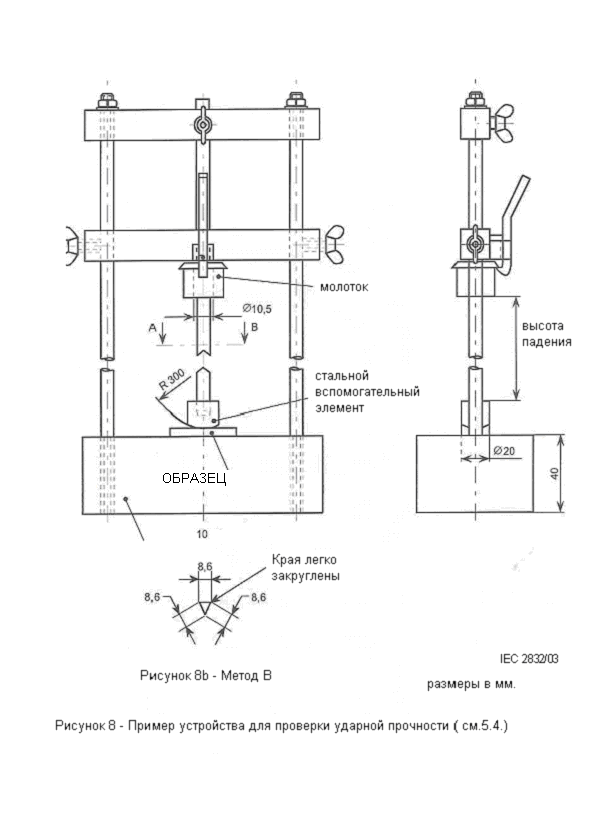 молоток
Ø10,5
A
B
высота
падения
R 300
стальной
вспомогательный
элемент
Ø20
40
ОБРАЗЕЦ
10
8,6
Края легко
закруглены
8,6
8,6
IEC 2832/03
Рисунок 8b - Метод В
размеры в мм.
Рисунок 8 - Пример устройства для проверки ударной прочности ( см.5.4.)